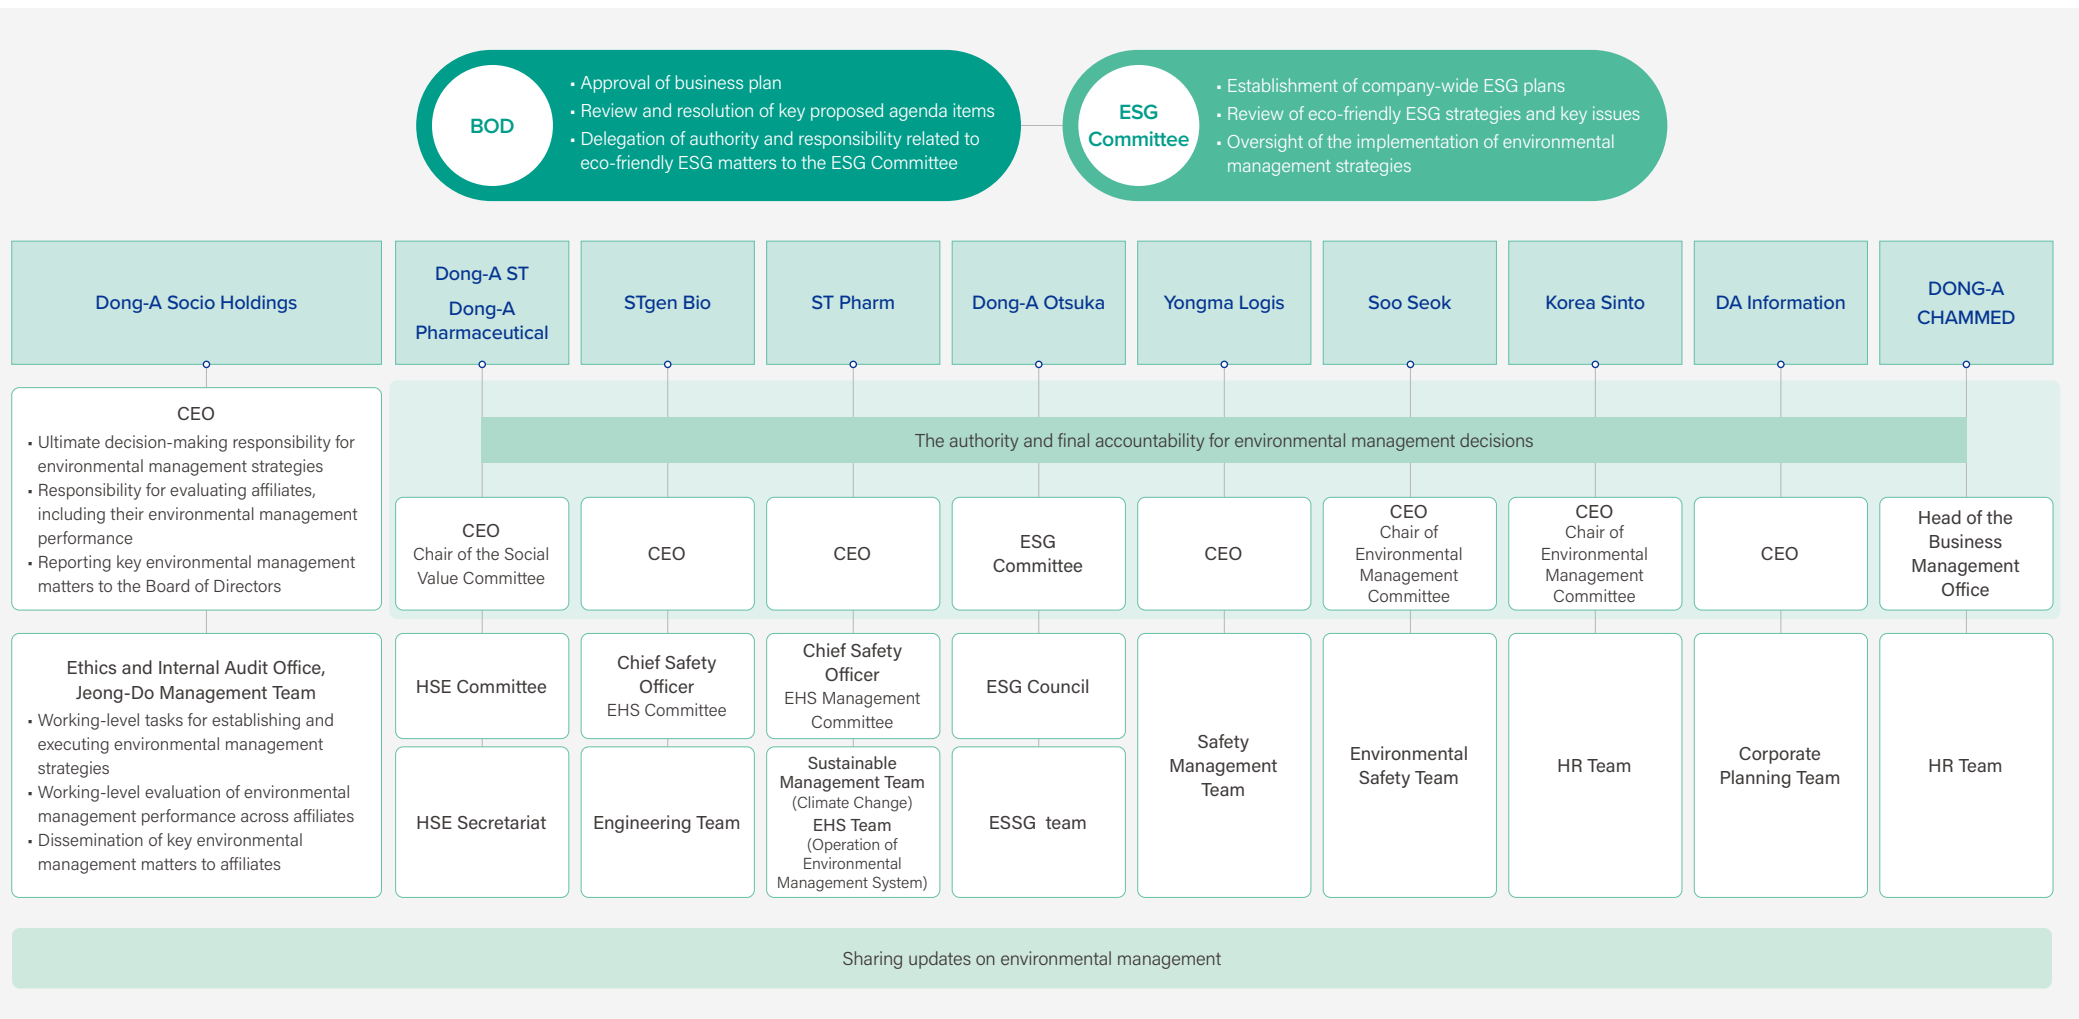 BOD
• Approval of business plan
• Review and resolution of key proposed agenda items
• Delegation of authority and responsibility related to
eco-friendly ESG matters to the ESG Committee
ESG
Committee
• Establishment of company-wide ESG plans
• Review of eco-friendly ESG strategies and key issues
• Oversight of the implementation of environmental
management strategies
Dong-A Socio Holdings
Dong-A ST
Dong-A
Pharmaceutical
STgen Bio
ST Pharm
Dong-A Otsuka
Yongma Logis
Soo Seok
Korea Sinto
DA Information
DONG-A
CHAMMED
CEO
• Ultimate decision-making responsibility for
environmental management strategies
• Responsibility for evaluating affiliates,
including their environmental management
performance
• Reporting key environmental management
matters to the Board of Directors
The authority and final accountability for environmental management decisions
CEO
Chair of the Social
Value Committee
CEO
CEO
ESG
Committee
CEO
CEO
Chair of
Environmental
Management
Committee
CEO
Chair of
Environmental
Management
Committee
CEO
Head of the
Business
Management
Office
Ethics and Internal Audit Office,
Jeong-Do Management Team
• Working-level tasks for establishing and
executing environmental management
strategies
• Working-level evaluation of environmental
management performance across affiliates
• Dissemination of key environmental
management matters to affiliates
HSE Committee
HSE Secretariat
Chief Safety
Officer
EHS Committee
Engineering Team
Chief Safety
Officer
EHS Management
Committee
Sustainable
Management Team
(Climate Change)
EHS Team
(Operation of
Environmental
Management System)
ESG Council
ESSG team
Safety
Management
Team
Environmental
Safety Team
HR Team
Corporate
Planning Team
HR Team
Sharing updates on environmental management